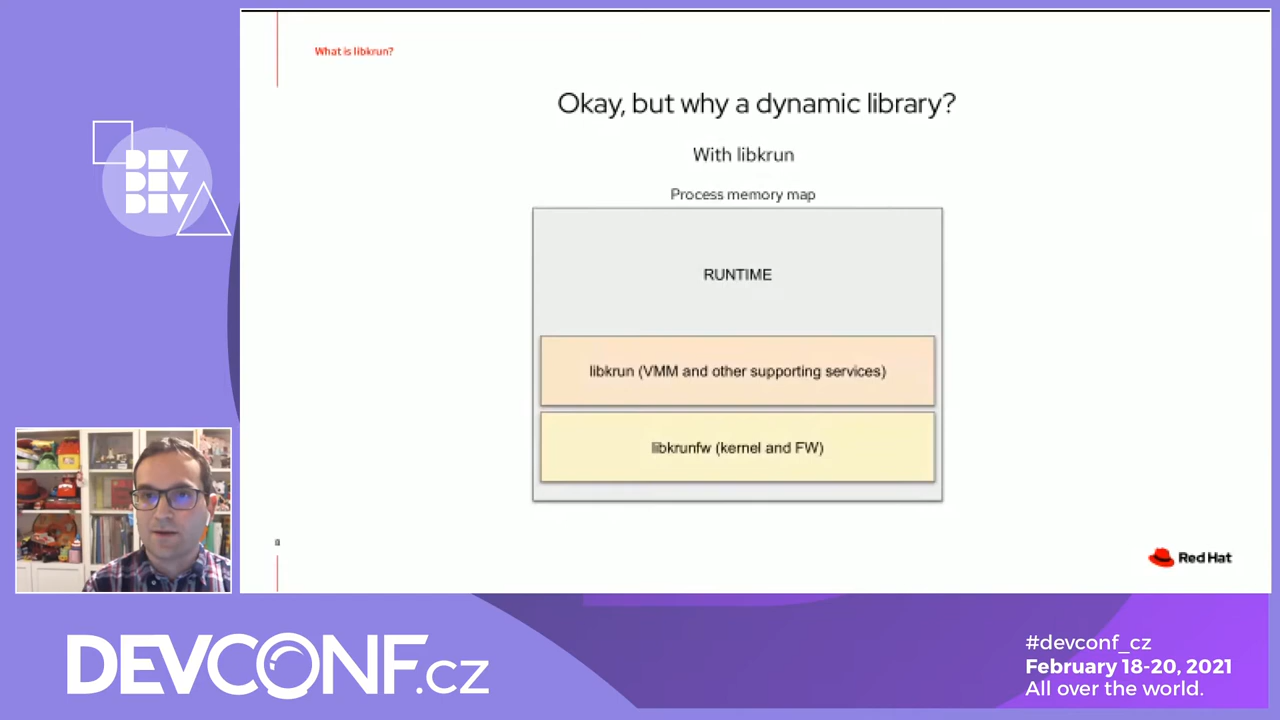 What is libkrun?
Okay, but why a dynamic library?
With libkrun
Process memory map
RUNTIME
libkrun (VMM and other supporting services)
libkrunfw (kernel and FW)
Red Hat
DEV
DEV
DEV
DEVCONF.cz
#devconf_cz
February 18-20, 2021
All over the world.